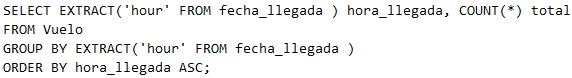 SELECT EXTRACT('hour' FROM fecha_llegada ) hora_llegada, COUNT(*) total
FROM Vuelo
GROUP BY EXTRACT('hour' FROM fecha_llegada )
ORDER BY hora_llegada ASC;